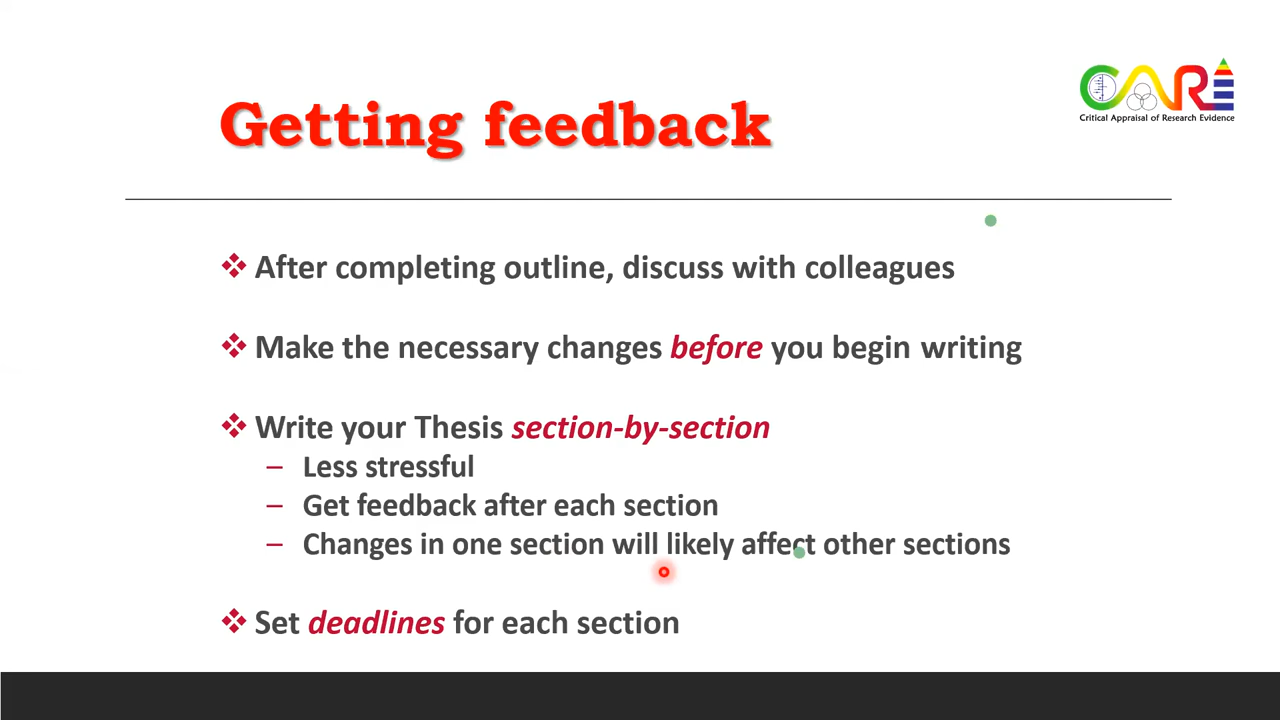 CARE
Critical Appraisal of Research Evidence
Getting feedback
After completing outline, discuss with colleagues
Make the necessary changes before you begin writing
Write your Thesis section-by-section
– Less stressful
– Get feedback after each section
– Changes in one section will likely affect other sections
Set deadlines for each section